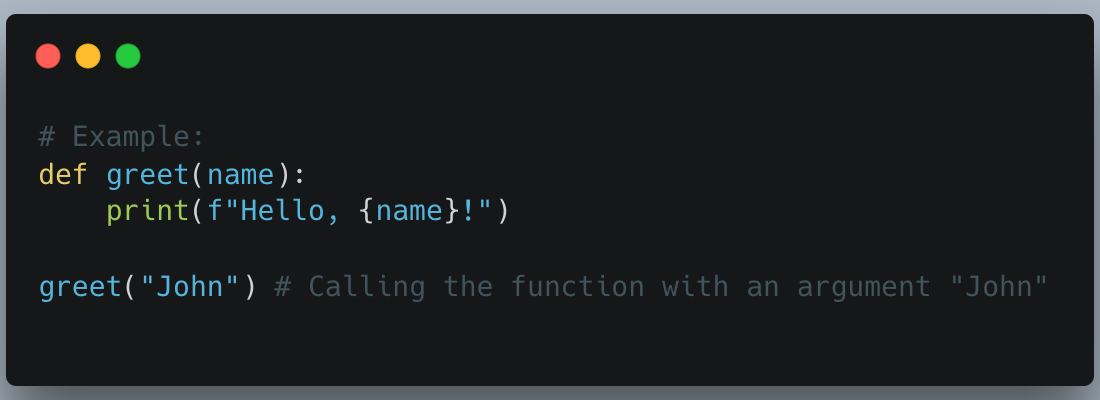 # Example:
def greet(name):
    print(f"Hello, {name}!")

greet("John") # Calling the function with an argument "John"